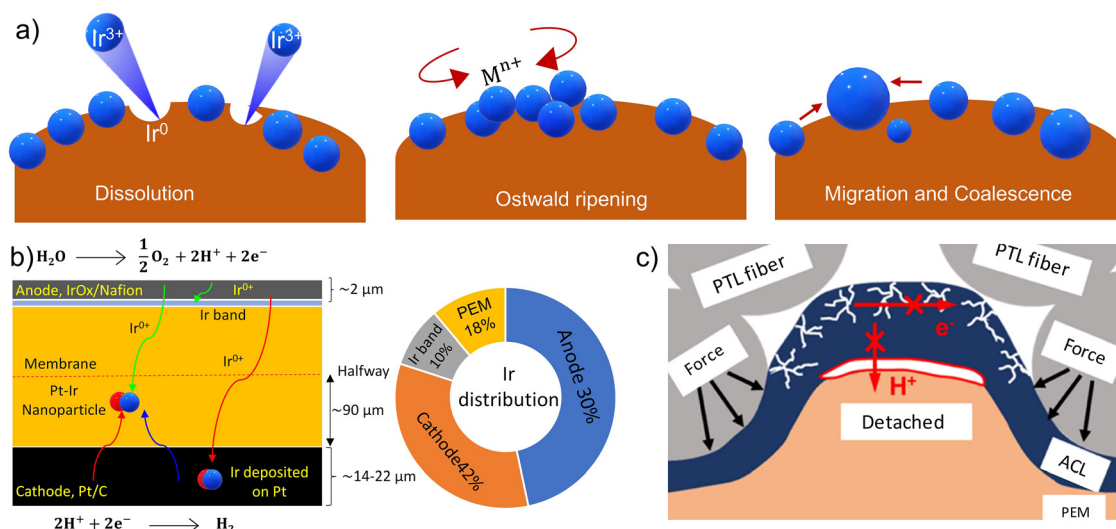 a)
Ir3+
Ir3+
Ir0
Dissolution
Mn+
Ostwald ripening
Migration and Coalescence
b)
H₂O ⟶ 1/2 O₂ + 2H⁺ + 2e⁻
Anode, IrOx/Nafion
Ir0+
~2 μm
Ir band
Ir0+
Ir0+
Membrane
Halfway
Pt-Ir
Nanoparticle
~90 μm
Ir deposited
on Pt
Cathode, Pt/C
~14-22 μm
2H⁺ + 2e⁻ ⟶ H₂
PEM
18%
Ir band
10%
Anode 30%
Cathode42%
Ir
distribution
c)
PTL fiber
PTL fiber
e-
Force
Force
H+
Detached
ACL
PEM